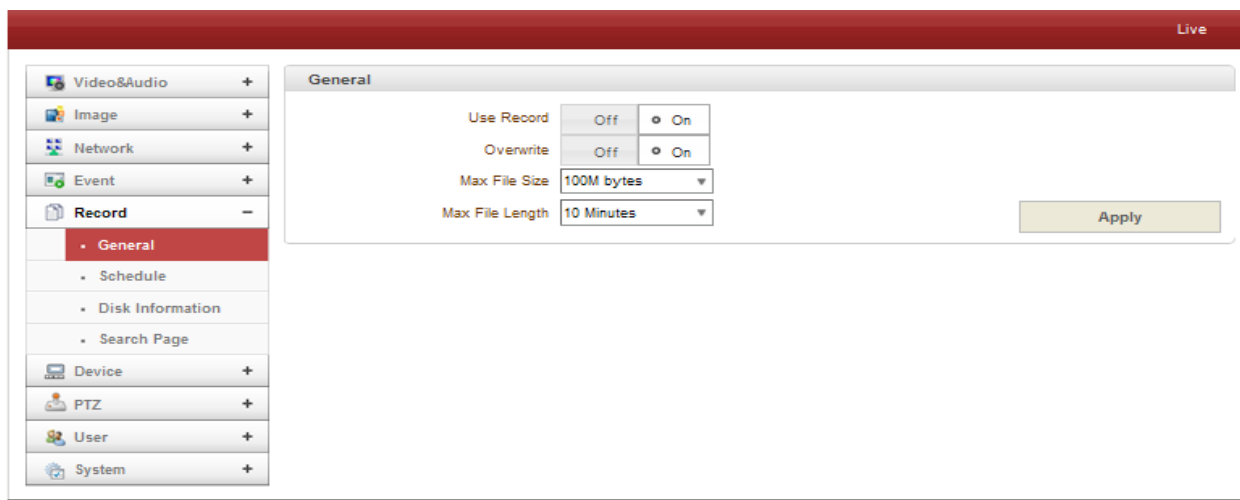 Live
Video&Audio +
Image +
Network +
Event +
Record -
• General
• Schedule
• Disk Information
• Search Page
Device +
PTZ +
User +
System +
General
Use Record Off On
Overwrite Off On
Max File Size 100M bytes
Max File Length 10 Minutes
Apply